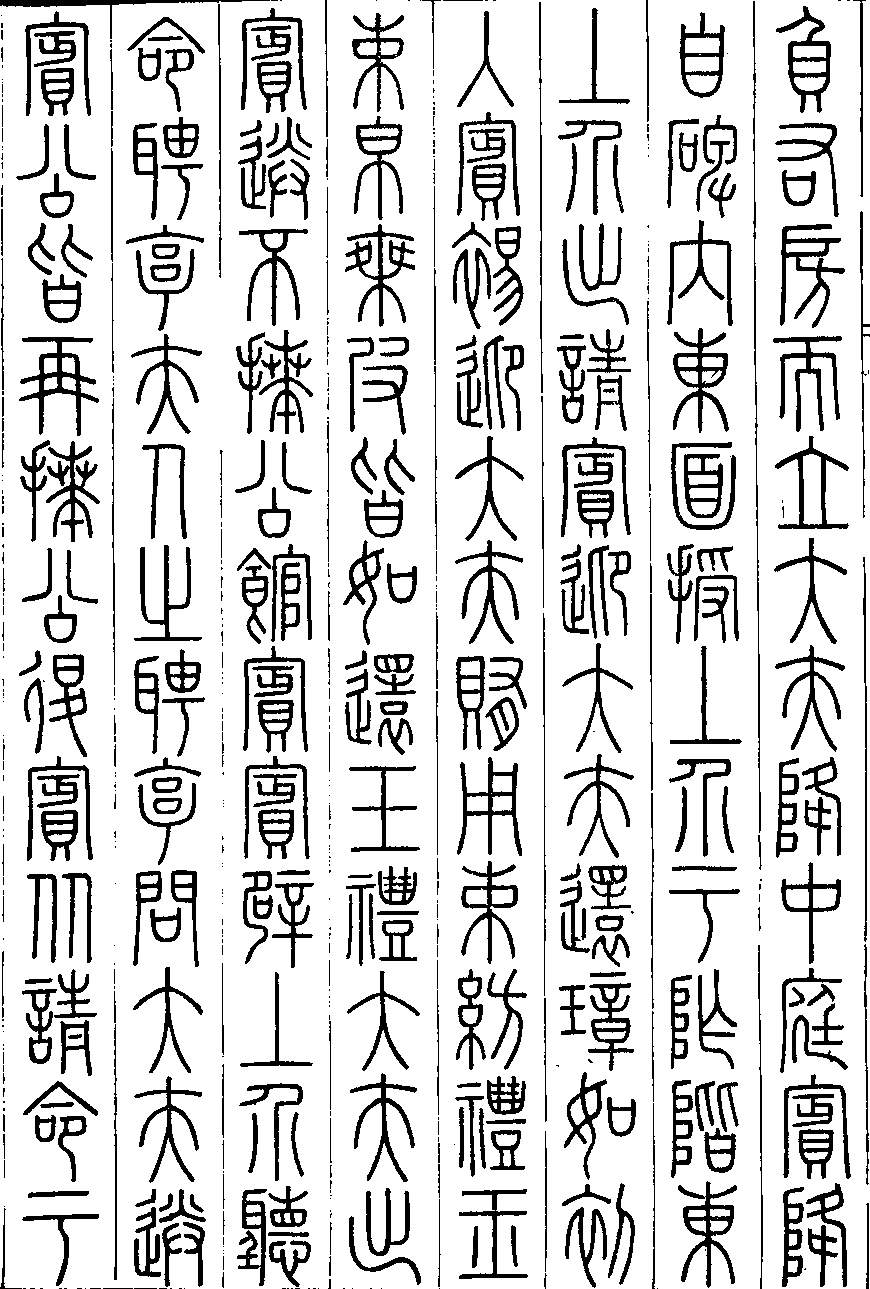 負右房而立大夫降中庭賓降
自碑內東面授上介于阼階東
上介出請賓迎大夫還璋如初
入賓裼迎大夫賄用束紡禮玉
束帛乘皮皆如還玉禮大夫出
賓送不拜公館賓賓辟上介聽
命聘享夫人之聘享問大夫送
賓公皆再拜公退賓从請命于